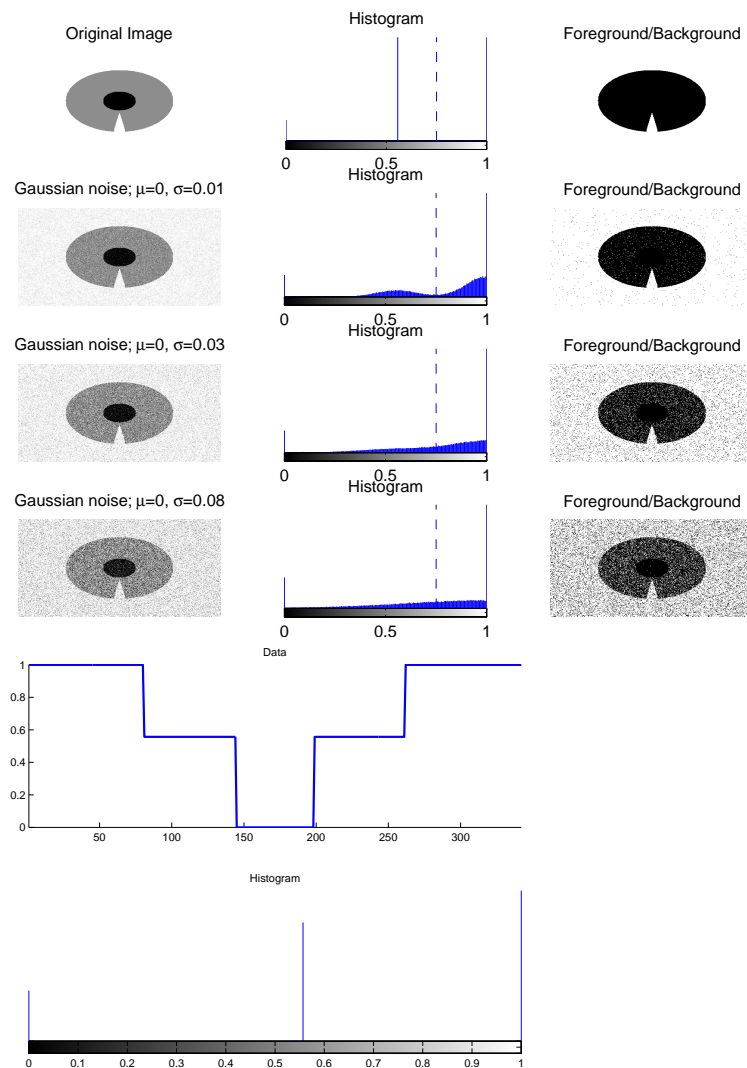 Original Image
Histogram
Foreground/Background
0
0.5
1
Gaussian noise; μ=0, σ=0.01
Histogram
Foreground/Background
0
0.5
1
Gaussian noise; μ=0, σ=0.03
Histogram
Foreground/Background
0
0.5
1
Gaussian noise; μ=0, σ=0.08
Histogram
Foreground/Background
0
0.5
1
Data
1
0.8
0.6
0.4
0.2
0
50 100 150 200 250 300
Histogram
0 0.1 0.2 0.3 0.4 0.5 0.6 0.7 0.8 0.9 1